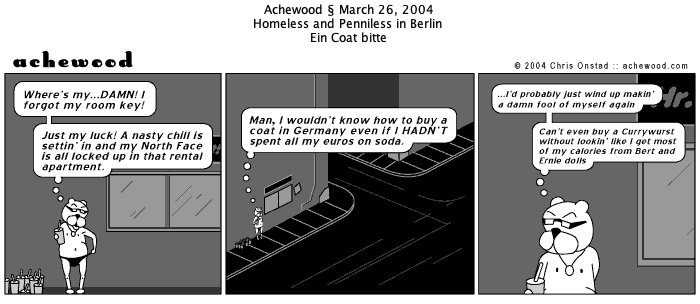 Achewood § March 26, 2004
Homeless and Penniless in Berlin
Ein Coat bitte
achewood
© 2004 Chris Onstad :: achewood.com
Where's my...DAMN! I
forgot my room key!
Just my luck! A nasty chill is
settin' in and my North Face
is all locked up in that rental
apartment.
Man, I wouldn't know how to buy a
coat in Germany even if I HADN'T
spent all my euros on soda.
...I'd probably just wind up makin'
a damn fool of myself again
Hr.
Can't even buy a Currywurst
without lookin' like I get most
of my calories from Bert and
Ernie dolls